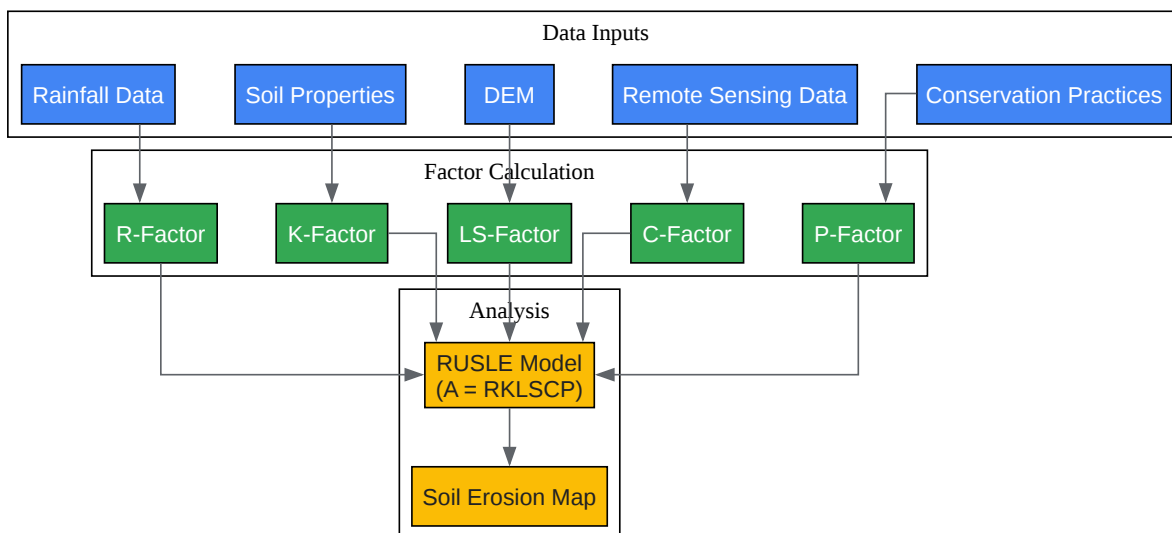 Data Inputs
Rainfall Data
Soil Properties
DEM
Remote Sensing Data
Conservation Practices
Factor Calculation
R-Factor
K-Factor
LS-Factor
C-Factor
P-Factor
Analysis
RUSLE Model
(A = RKLSCP)
Soil Erosion Map